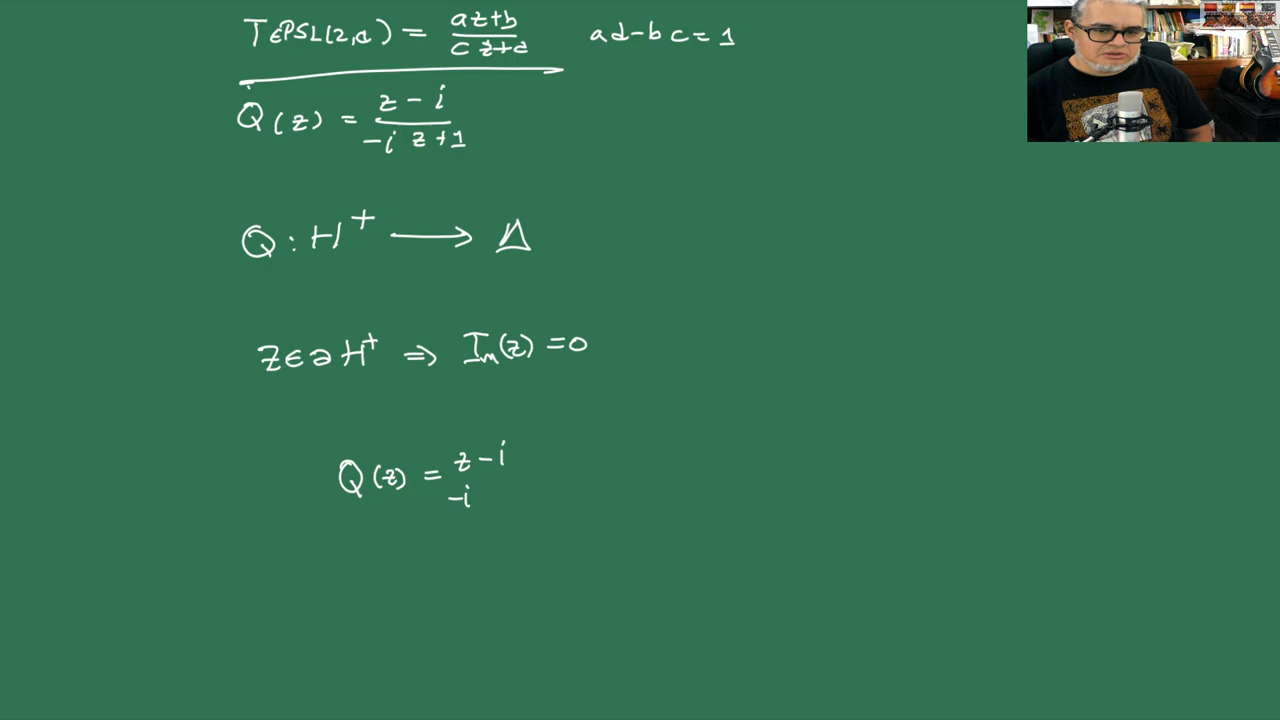 T∈PSL(2,ℂ) = (az+b)/(cz+d)   ad-bc=1
Q(z) = (z-i)/(-i z+1)
Q : H⁺ ⟶ Δ
z∈∂H⁺ ⇒ Im(z) =0
Q(z) = z-i
-i